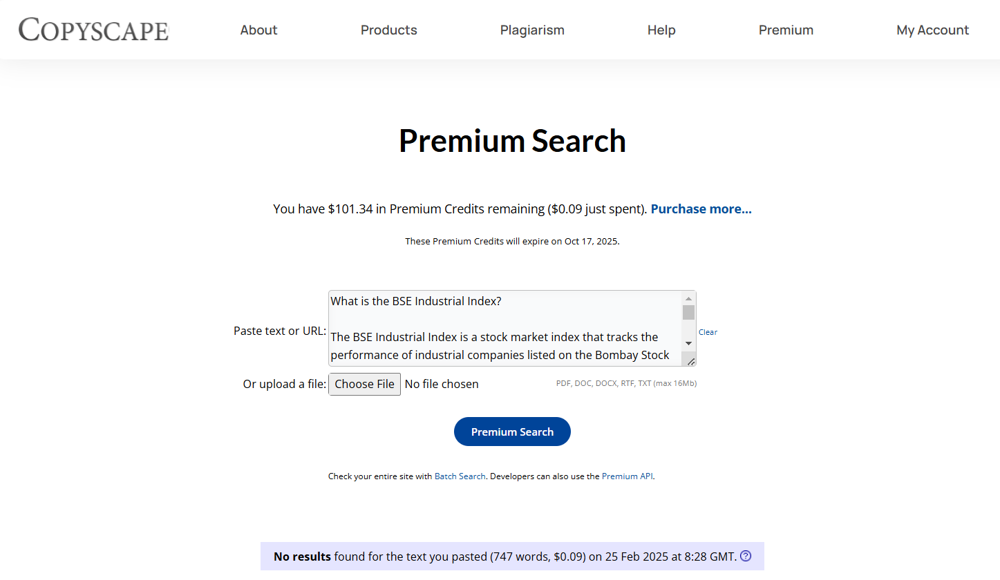 COPYSCAPE About Products Plagiarism Help Premium My Account
Premium Search
You have $101.34 in Premium Credits remaining ($0.09 just spent). Purchase more...
These Premium Credits will expire on Oct 17, 2025.
What is the BSE Industrial Index?
Paste text or URL:
The BSE Industrial Index is a stock market index that tracks the
performance of industrial companies listed on the Bombay Stock
Clear
Or upload a file: Choose File No file chosen PDF, DOC, DOCX, RTF, TXT (max 16Mb)
Premium Search
Check your entire site with Batch Search. Developers can also use the Premium API.
No results found for the text you pasted (747 words, $0.09) on 25 Feb 2025 at 8:28 GMT. ?